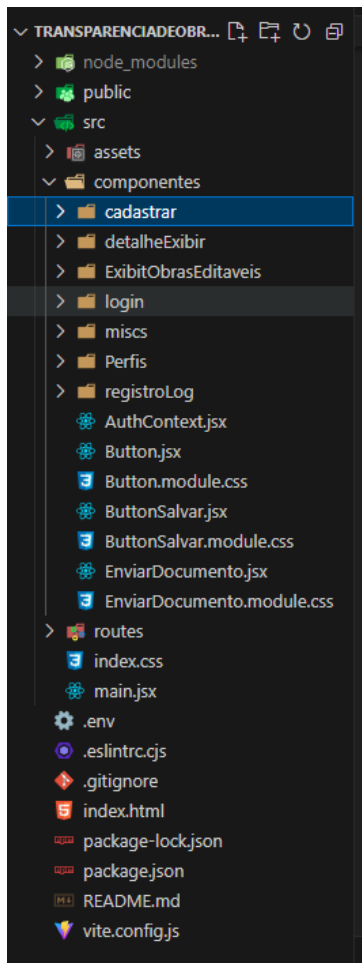 TRANSPARENCIADEOBR...
node_modules
public
src
assets
componentes
cadastrar
detalheExibir
ExibitObrasEditaveis
login
miscs
Perfis
registroLog
AuthContext.jsx
Button.jsx
Button.module.css
ButtonSalvar.jsx
ButtonSalvar.module.css
EnviarDocumento.jsx
EnviarDocumento.module.css
routes
index.css
main.jsx
.env
.eslintrc.cjs
.gitignore
index.html
package-lock.json
package.json
README.md
vite.config.js